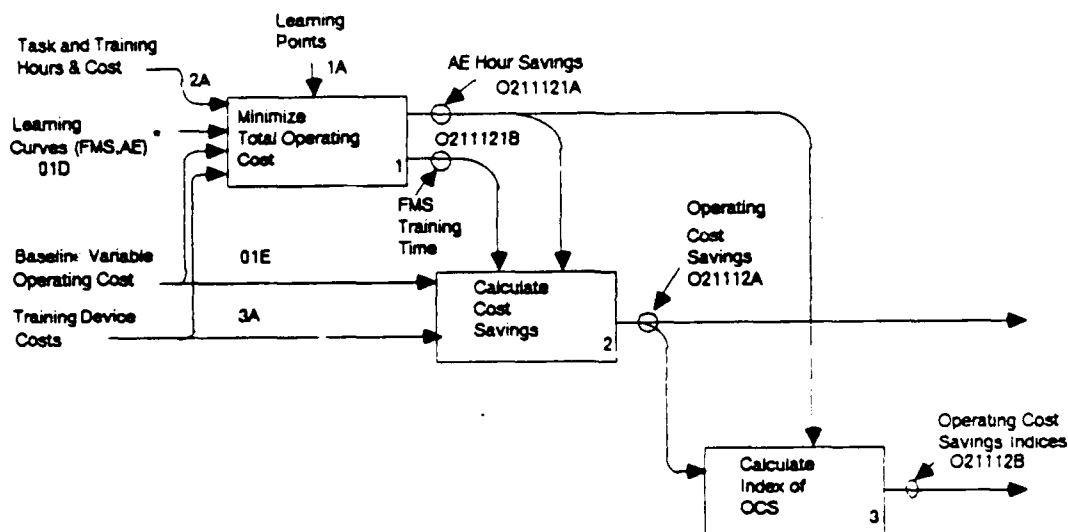 Learning
Points
1A
Task and Training
Hours & Cost
2A
AE Hour Savings
O211121A
Learning
Curves (FMS,AE) *
01D
Minimize
Total Operating
Cost
1
O211121B
FMS
Training
Time
Operating
Cost
Savings
O21112A
Baseline Variable
Operating Cost
01E
Training Device
Costs
3A
Calculate
Cost
Savings
2
Operating Cost
Savings Indices
O21112B
Calculate
Index of
OCS
3